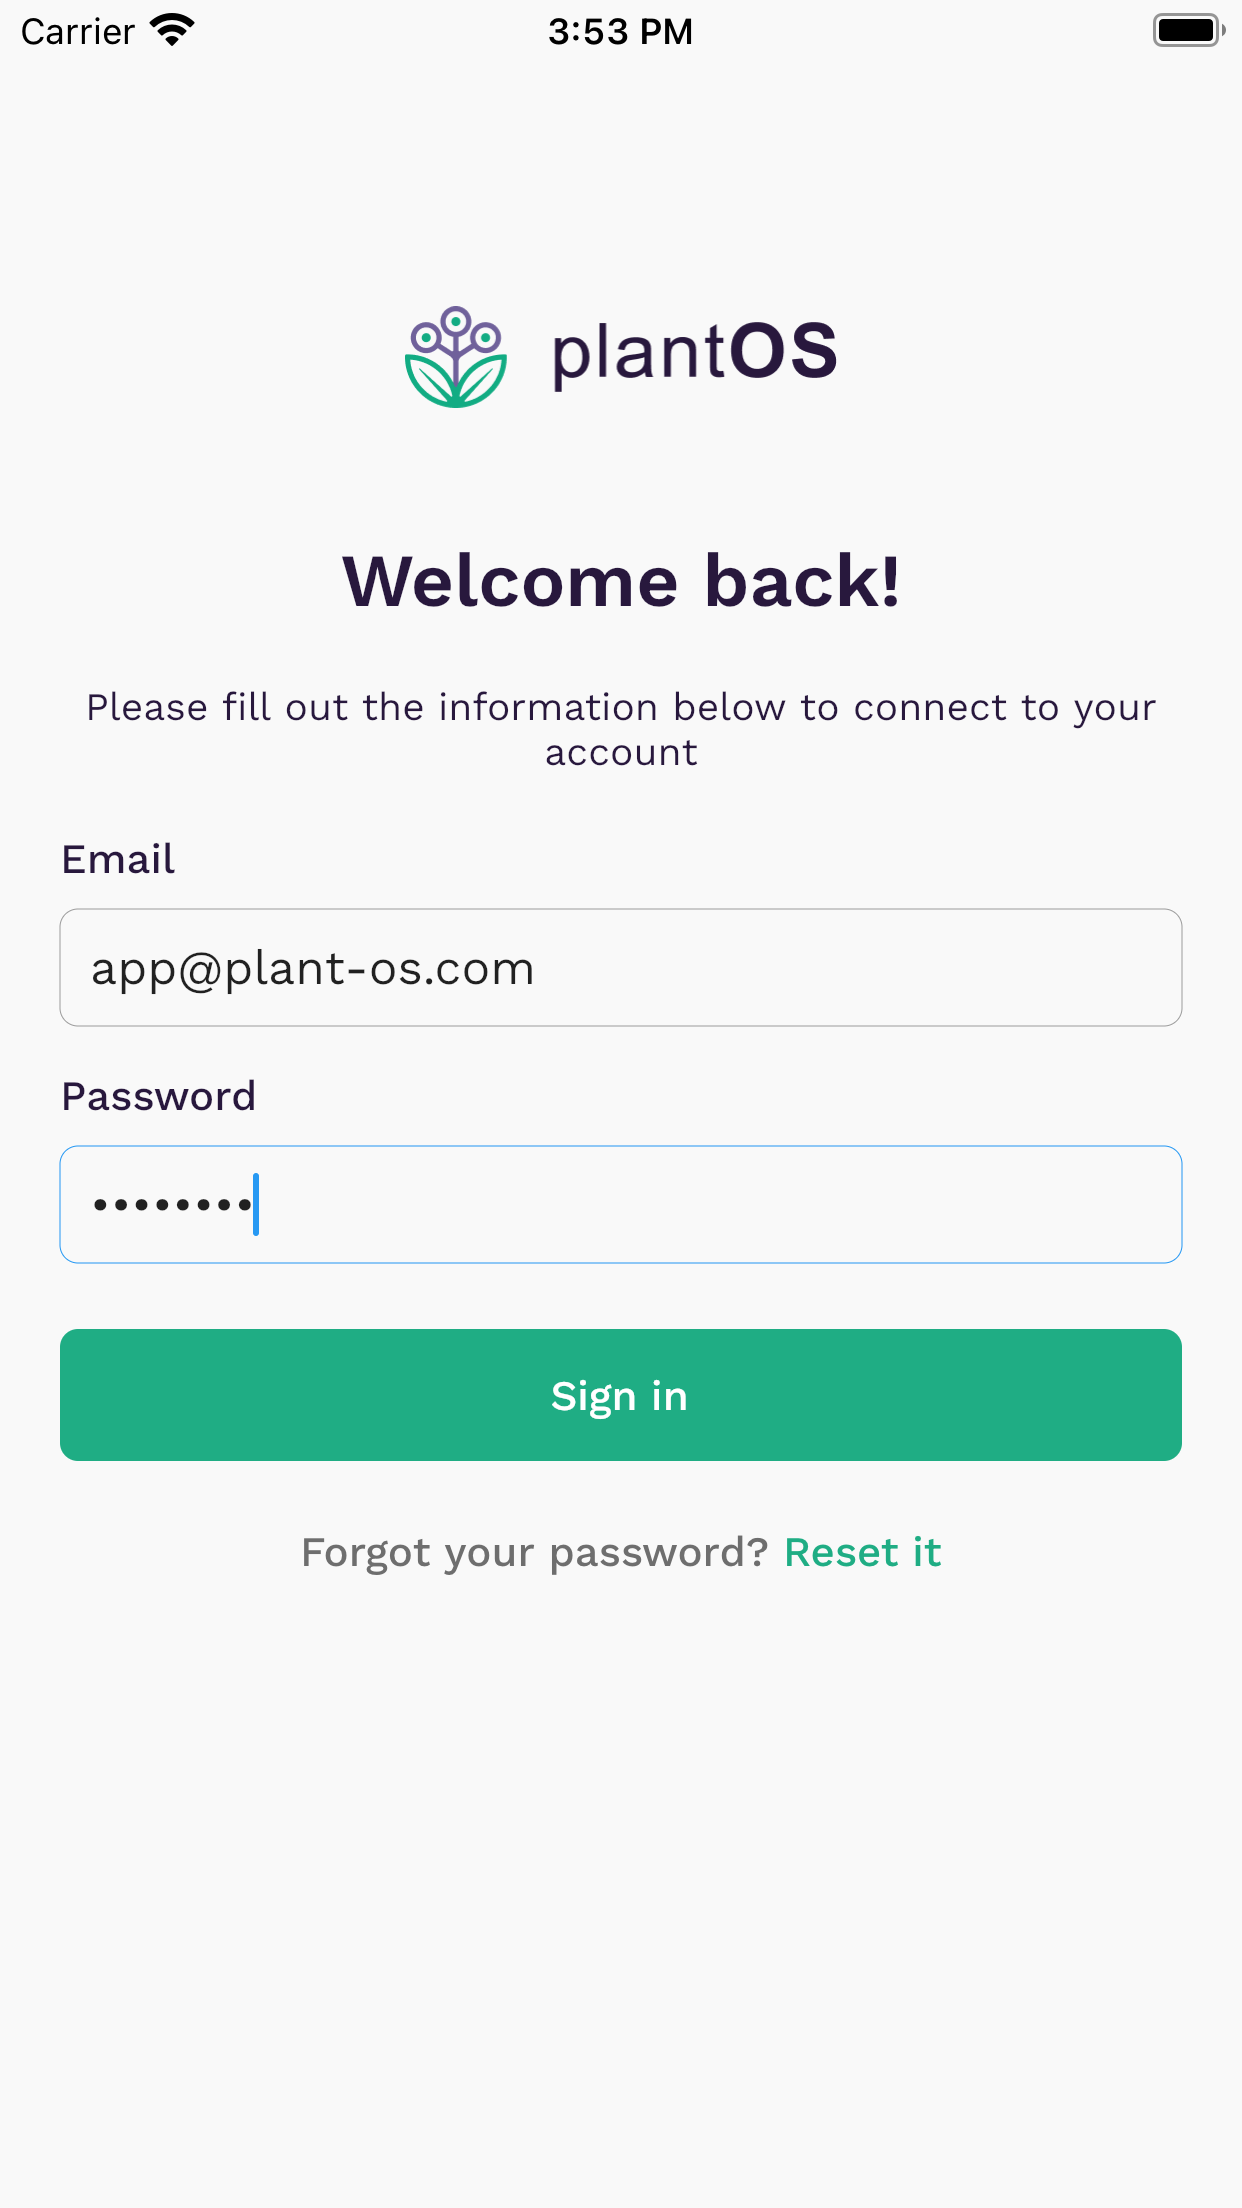 Carrier 3:53 PM
plantOS
Welcome back!
Please fill out the information below to connect to your
account
Email
app@plant-os.com
Password
••••••••
Sign in
Forgot your password? Reset it